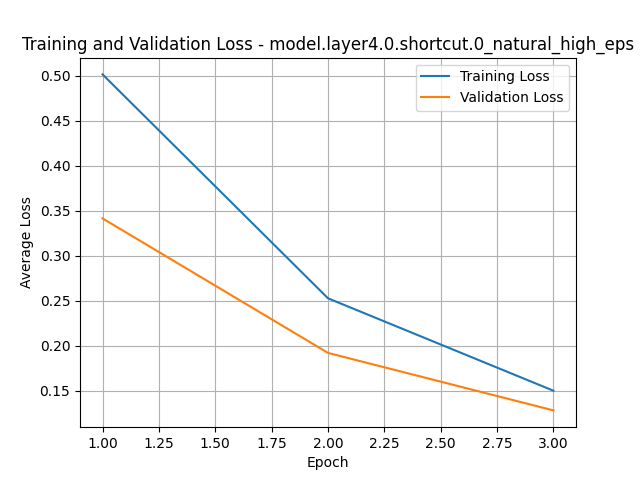 Training and Validation Loss - model.layer4.0.shortcut.0_natural_high_eps
Training Loss
Validation Loss
0.50
0.45
0.40
0.35
0.30
0.25
0.20
0.15
Average Loss
1.00 1.25 1.50 1.75 2.00 2.25 2.50 2.75 3.00
Epoch